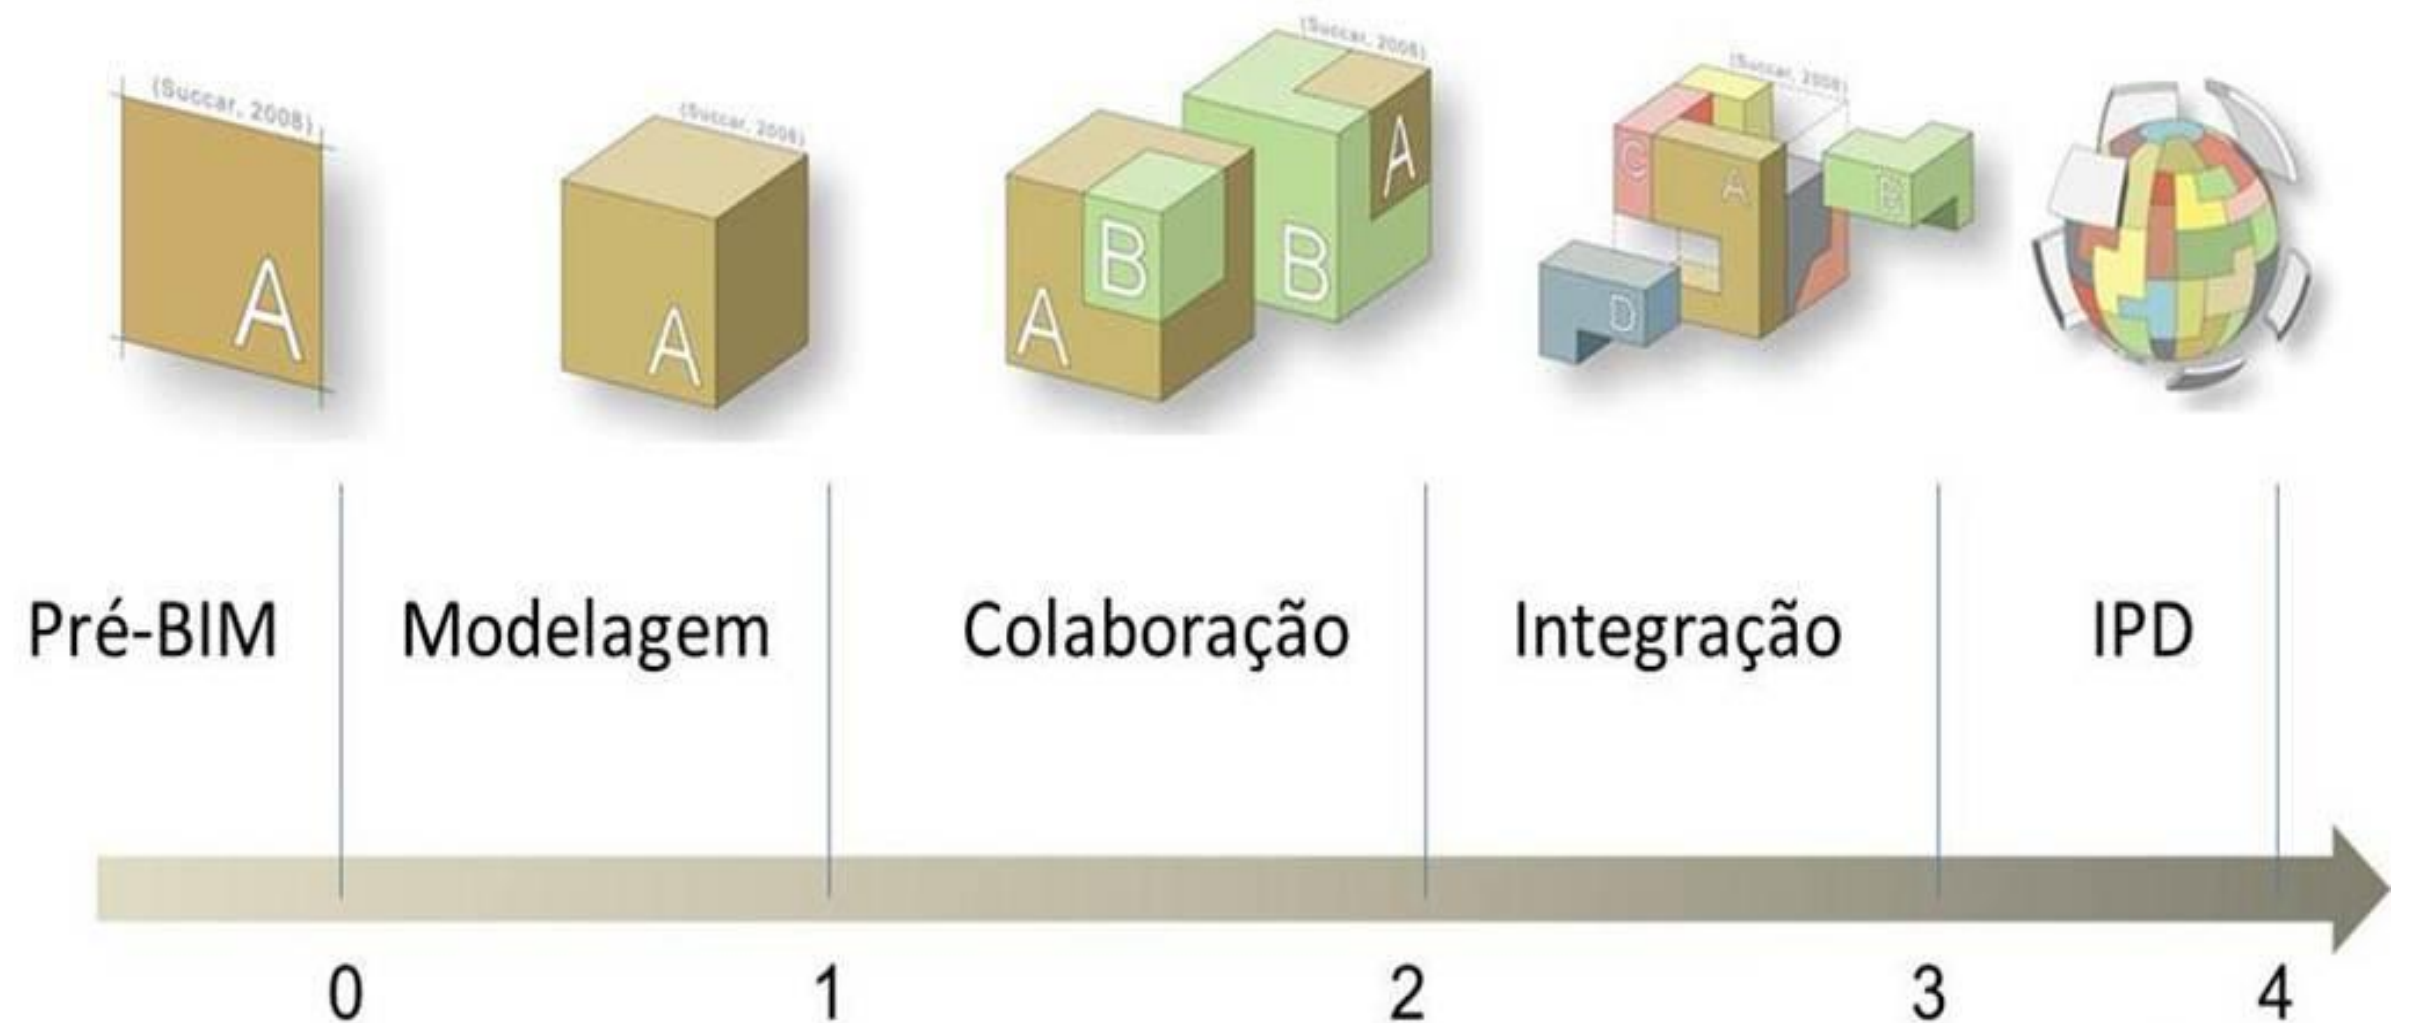 (Succar, 2008)
(Succar, 2008)
(Succar, 2008)
(Succar, 2008)
A
A
A
B
A
B
C
A
B
D
Pré-BIM
Modelagem
Colaboração
Integração
IPD
0
1
2
3
4